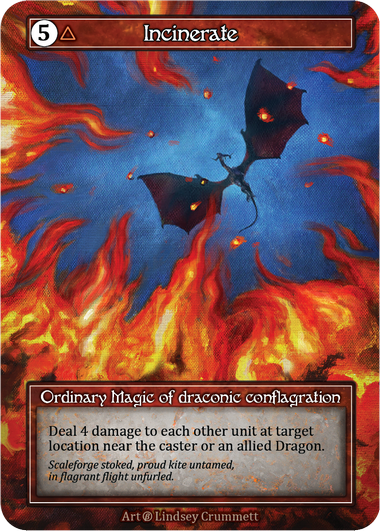 5
Incinerate
Ordinary Magic of draconic conflagration
Deal 4 damage to each other unit at target
location near the caster or an allied Dragon.
Scaleforge stoked, proud kite untamed,
in flagrant flight unfurled.
Art @ Lindsey Crummett